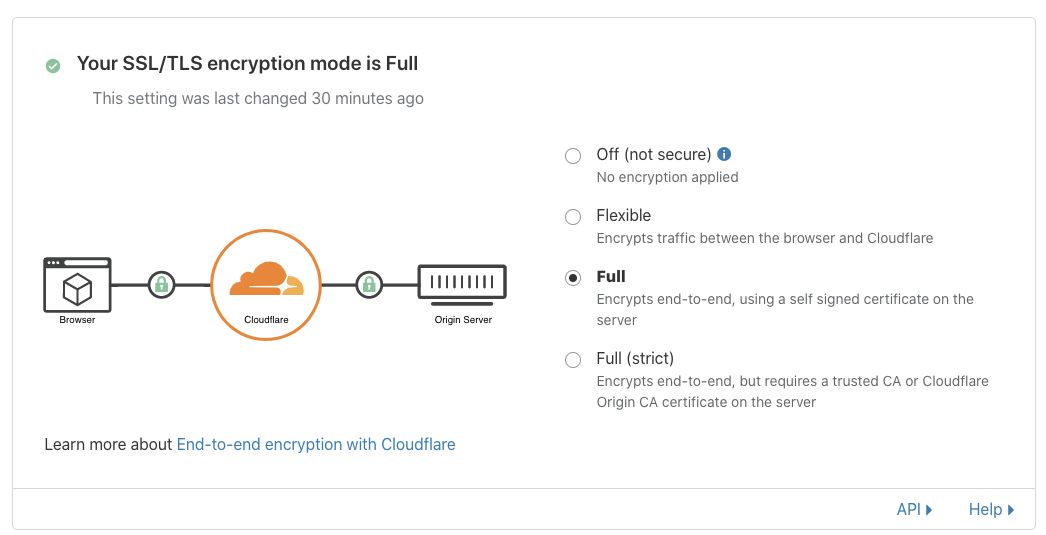 Your SSL/TLS encryption mode is Full
This setting was last changed 30 minutes ago
Off (not secure)
No encryption applied
Flexible
Encrypts traffic between the browser and Cloudflare
Full
Encrypts end-to-end, using a self signed certificate on the
server
Full (strict)
Encrypts end-to-end, but requires a trusted CA or Cloudflare
Origin CA certificate on the server
Browser
Cloudflare
Origin Server
Learn more about End-to-end encryption with Cloudflare
API
Help